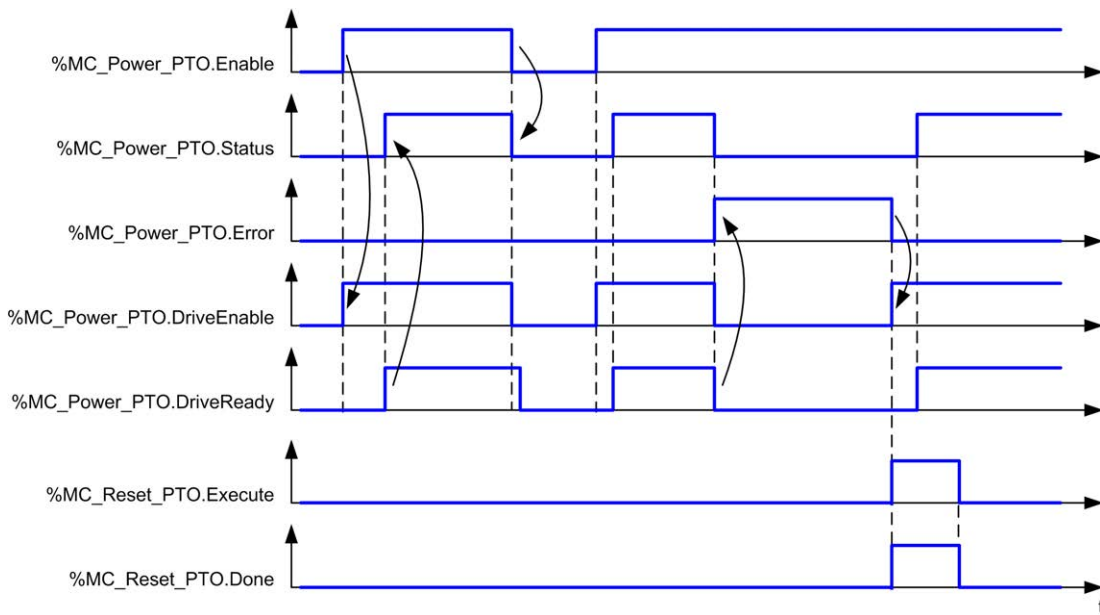 %MC_Power_PTO.Enable
%MC_Power_PTO.Status
%MC_Power_PTO.Error
%MC_Power_PTO.DriveEnable
%MC_Power_PTO.DriveReady
%MC_Reset_PTO.Execute
%MC_Reset_PTO.Done